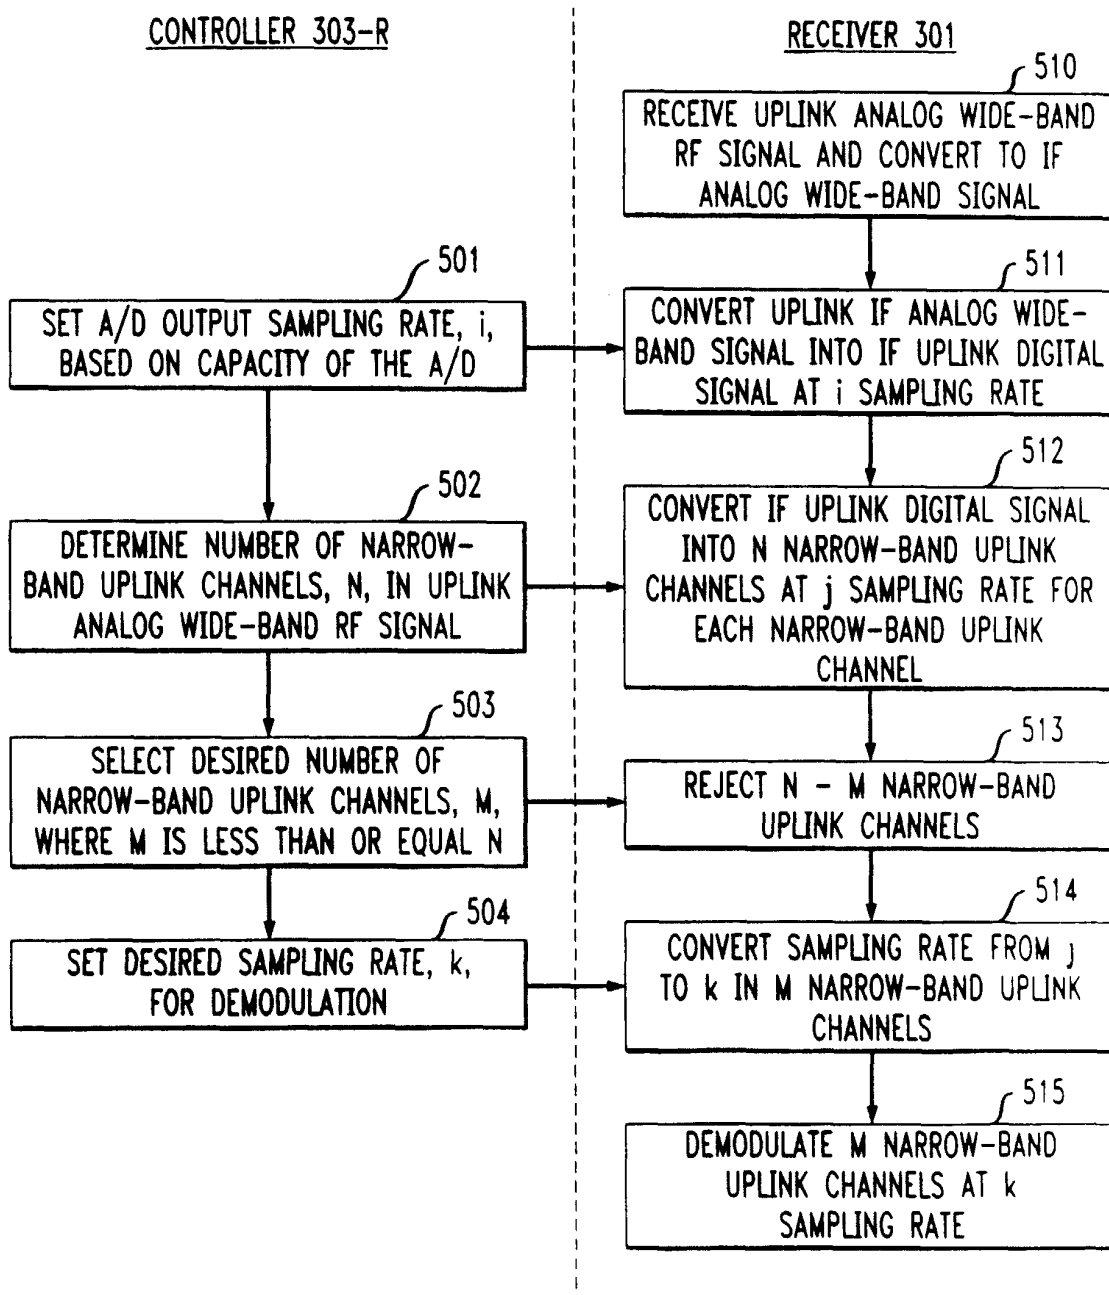 CONTROLLER 303-R
501
SET A/D OUTPUT SAMPLING RATE, i,
BASED ON CAPACITY OF THE A/D
502
DETERMINE NUMBER OF NARROW-
BAND UPLINK CHANNELS, N, IN UPLINK
ANALOG WIDE-BAND RF SIGNAL
503
SELECT DESIRED NUMBER OF
NARROW-BAND UPLINK CHANNELS, M,
WHERE M IS LESS THAN OR EQUAL N
504
SET DESIRED SAMPLING RATE, k,
FOR DEMODULATION
RECEIVER 301
510
RECEIVE UPLINK ANALOG WIDE-BAND
RF SIGNAL AND CONVERT TO IF
ANALOG WIDE-BAND SIGNAL
511
CONVERT UPLINK IF ANALOG WIDE-
BAND SIGNAL INTO IF UPLINK DIGITAL
SIGNAL AT i SAMPLING RATE
512
CONVERT IF UPLINK DIGITAL SIGNAL
INTO N NARROW-BAND UPLINK
CHANNELS AT j SAMPLING RATE FOR
EACH NARROW-BAND UPLINK
CHANNEL
513
REJECT N - M NARROW-BAND
UPLINK CHANNELS
514
CONVERT SAMPLING RATE FROM j
TO k IN M NARROW-BAND UPLINK
CHANNELS
515
DEMODULATE M NARROW-BAND
UPLINK CHANNELS AT k
SAMPLING RATE